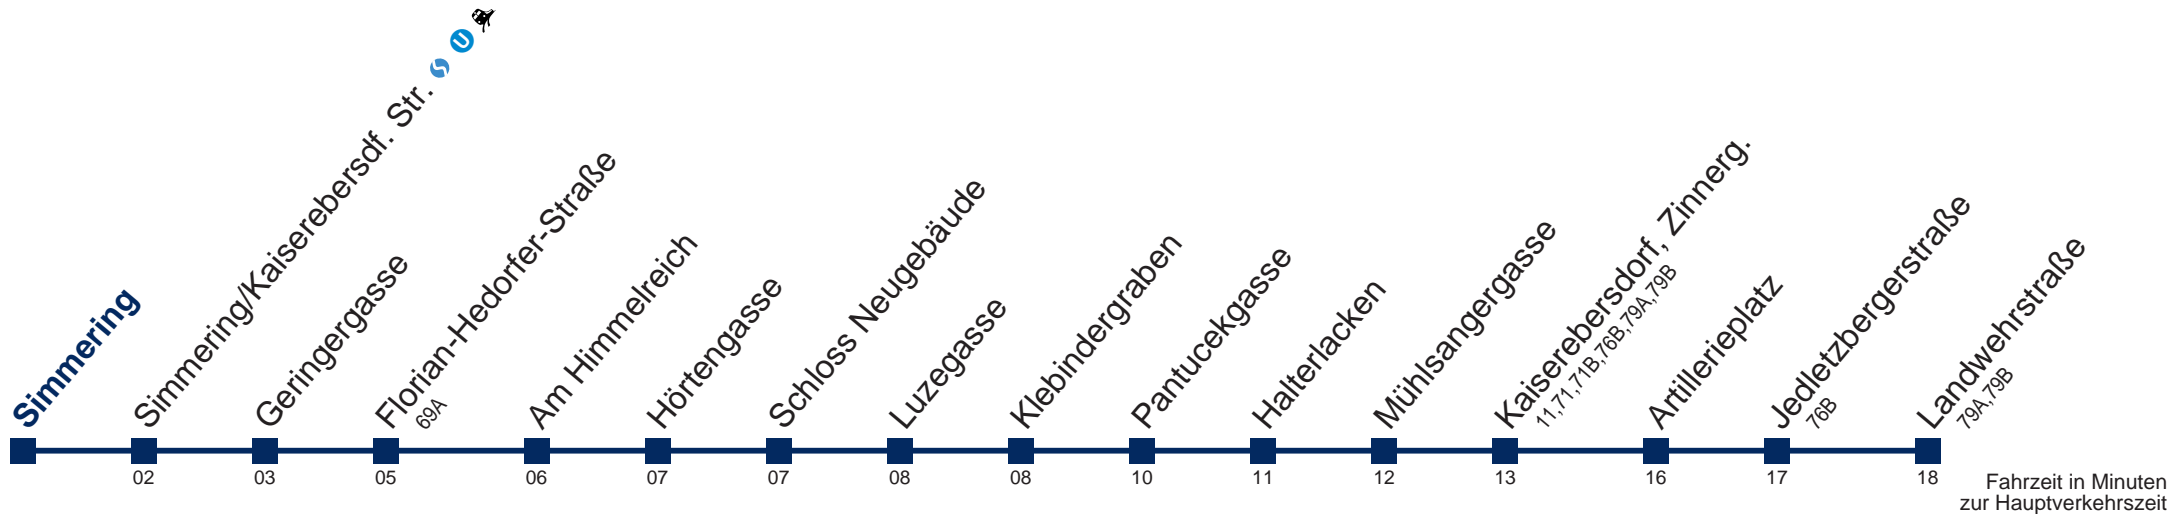 Simmering
Simmering/Kaiserebersdf. Str. S U
Geringergasse
Florian-Hedorfer-Straße
69A
Am Himmelreich
Hörtengasse
Schloss Neugebäude
Luzegasse
Klebindergraben
Pantucekgasse
Halterlacken
Mühlsangergasse
Kaiserebersdorf, Zinnerg.
11,71,71B,76B,79A,79B
Artillerieplatz
Jedletzbergerstraße
76B
Landwehrstraße
79A,79B
02 03 05 06 07 07 08 08 10 11 12 13 16 17 18
Fahrzeit in Minuten
zur Hauptverkehrszeit